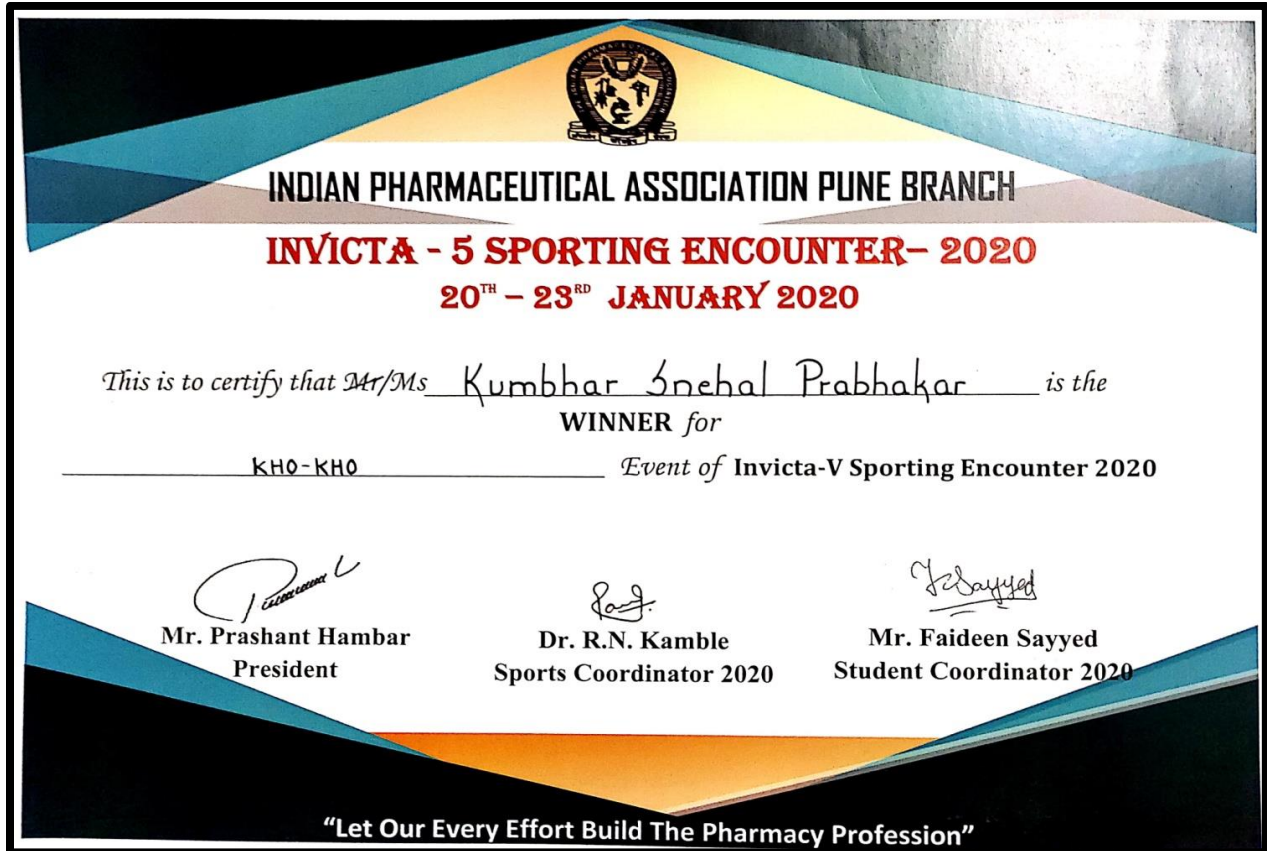 INDIAN PHARMACEUTICAL ASSOCIATION PUNE BRANCH
INVICTA - 5 SPORTING ENCOUNTER– 2020
20TH – 23RD JANUARY 2020
This is to certify that Mr/Ms Kumbhar Snehal Prabhakar is the
WINNER for
KHO-KHO Event of Invicta-V Sporting Encounter 2020
Sayyed
Mr. Prashant Hambar Dr. R.N. Kamble Mr. Faideen Sayyed
President Sports Coordinator 2020 Student Coordinator 2020
“Let Our Every Effort Build The Pharmacy Profession”